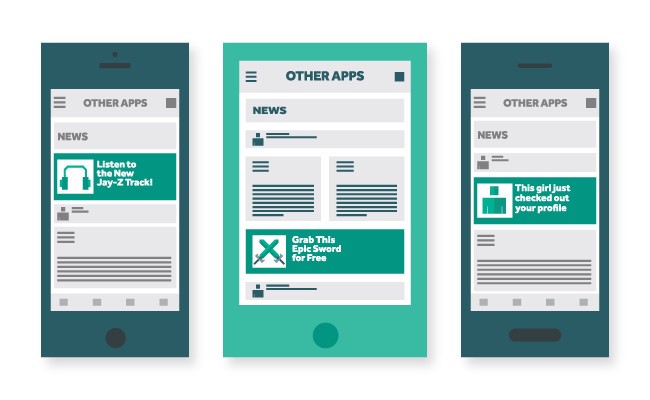 OTHER APPS
NEWS
Listen to
the New
Jay-Z Track!
OTHER APPS
NEWS
Grab This
Epic Sword
for Free
OTHER APPS
NEWS
This girl just
checked out
your profile